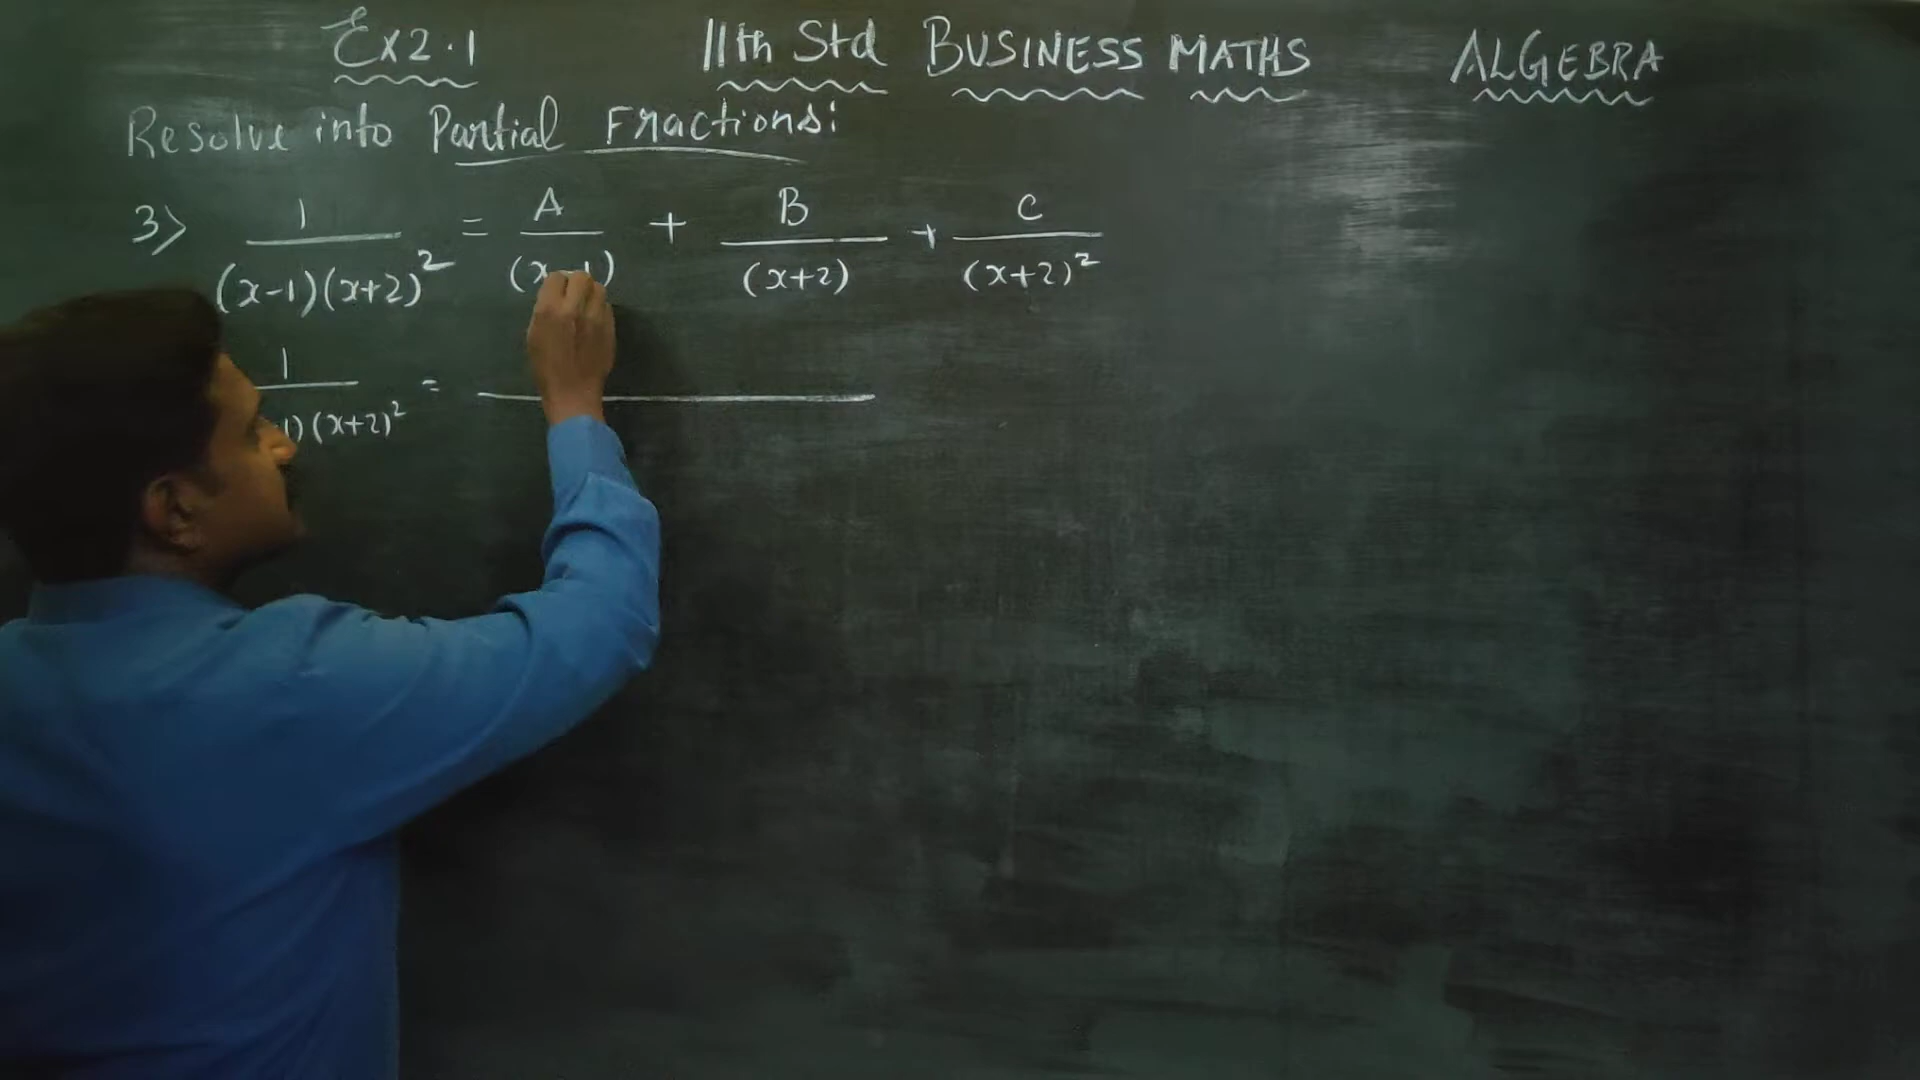 Ex 2.1 11th Std BUSINESS MATHS ALGEBRA
Resolve into Partial Fractions:
3> 1/((x-1)(x+2)²) = A/(x-1) + B/(x+2) + C/(x+2)²
1/( 1)(x+2)² =